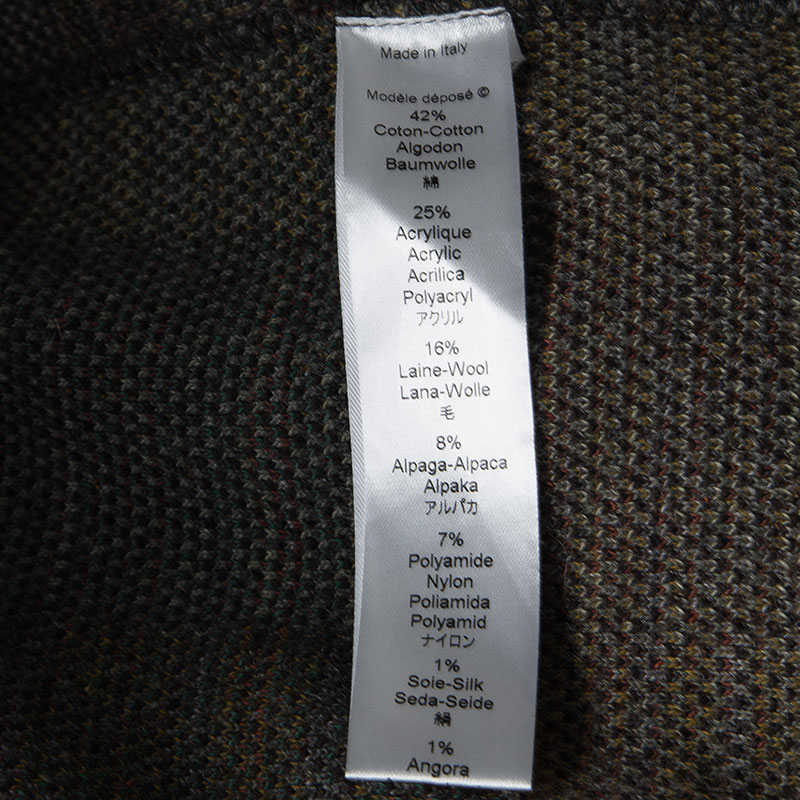 Made in Italy
Modèle déposé ©
42%
Coton-Cotton
Algodon
Baumwolle
綿
25%
Acrylique
Acrylic
Acrilica
Polyacryl
アクリル
16%
Laine-Wool
Lana-Wolle
毛
8%
Alpaga-Alpaca
Alpaka
アルパカ
7%
Polyamide
Nylon
Poliamida
Polyamid
ナイロン
1%
Soie-Silk
Seda-Seide
絹
1%
Angora